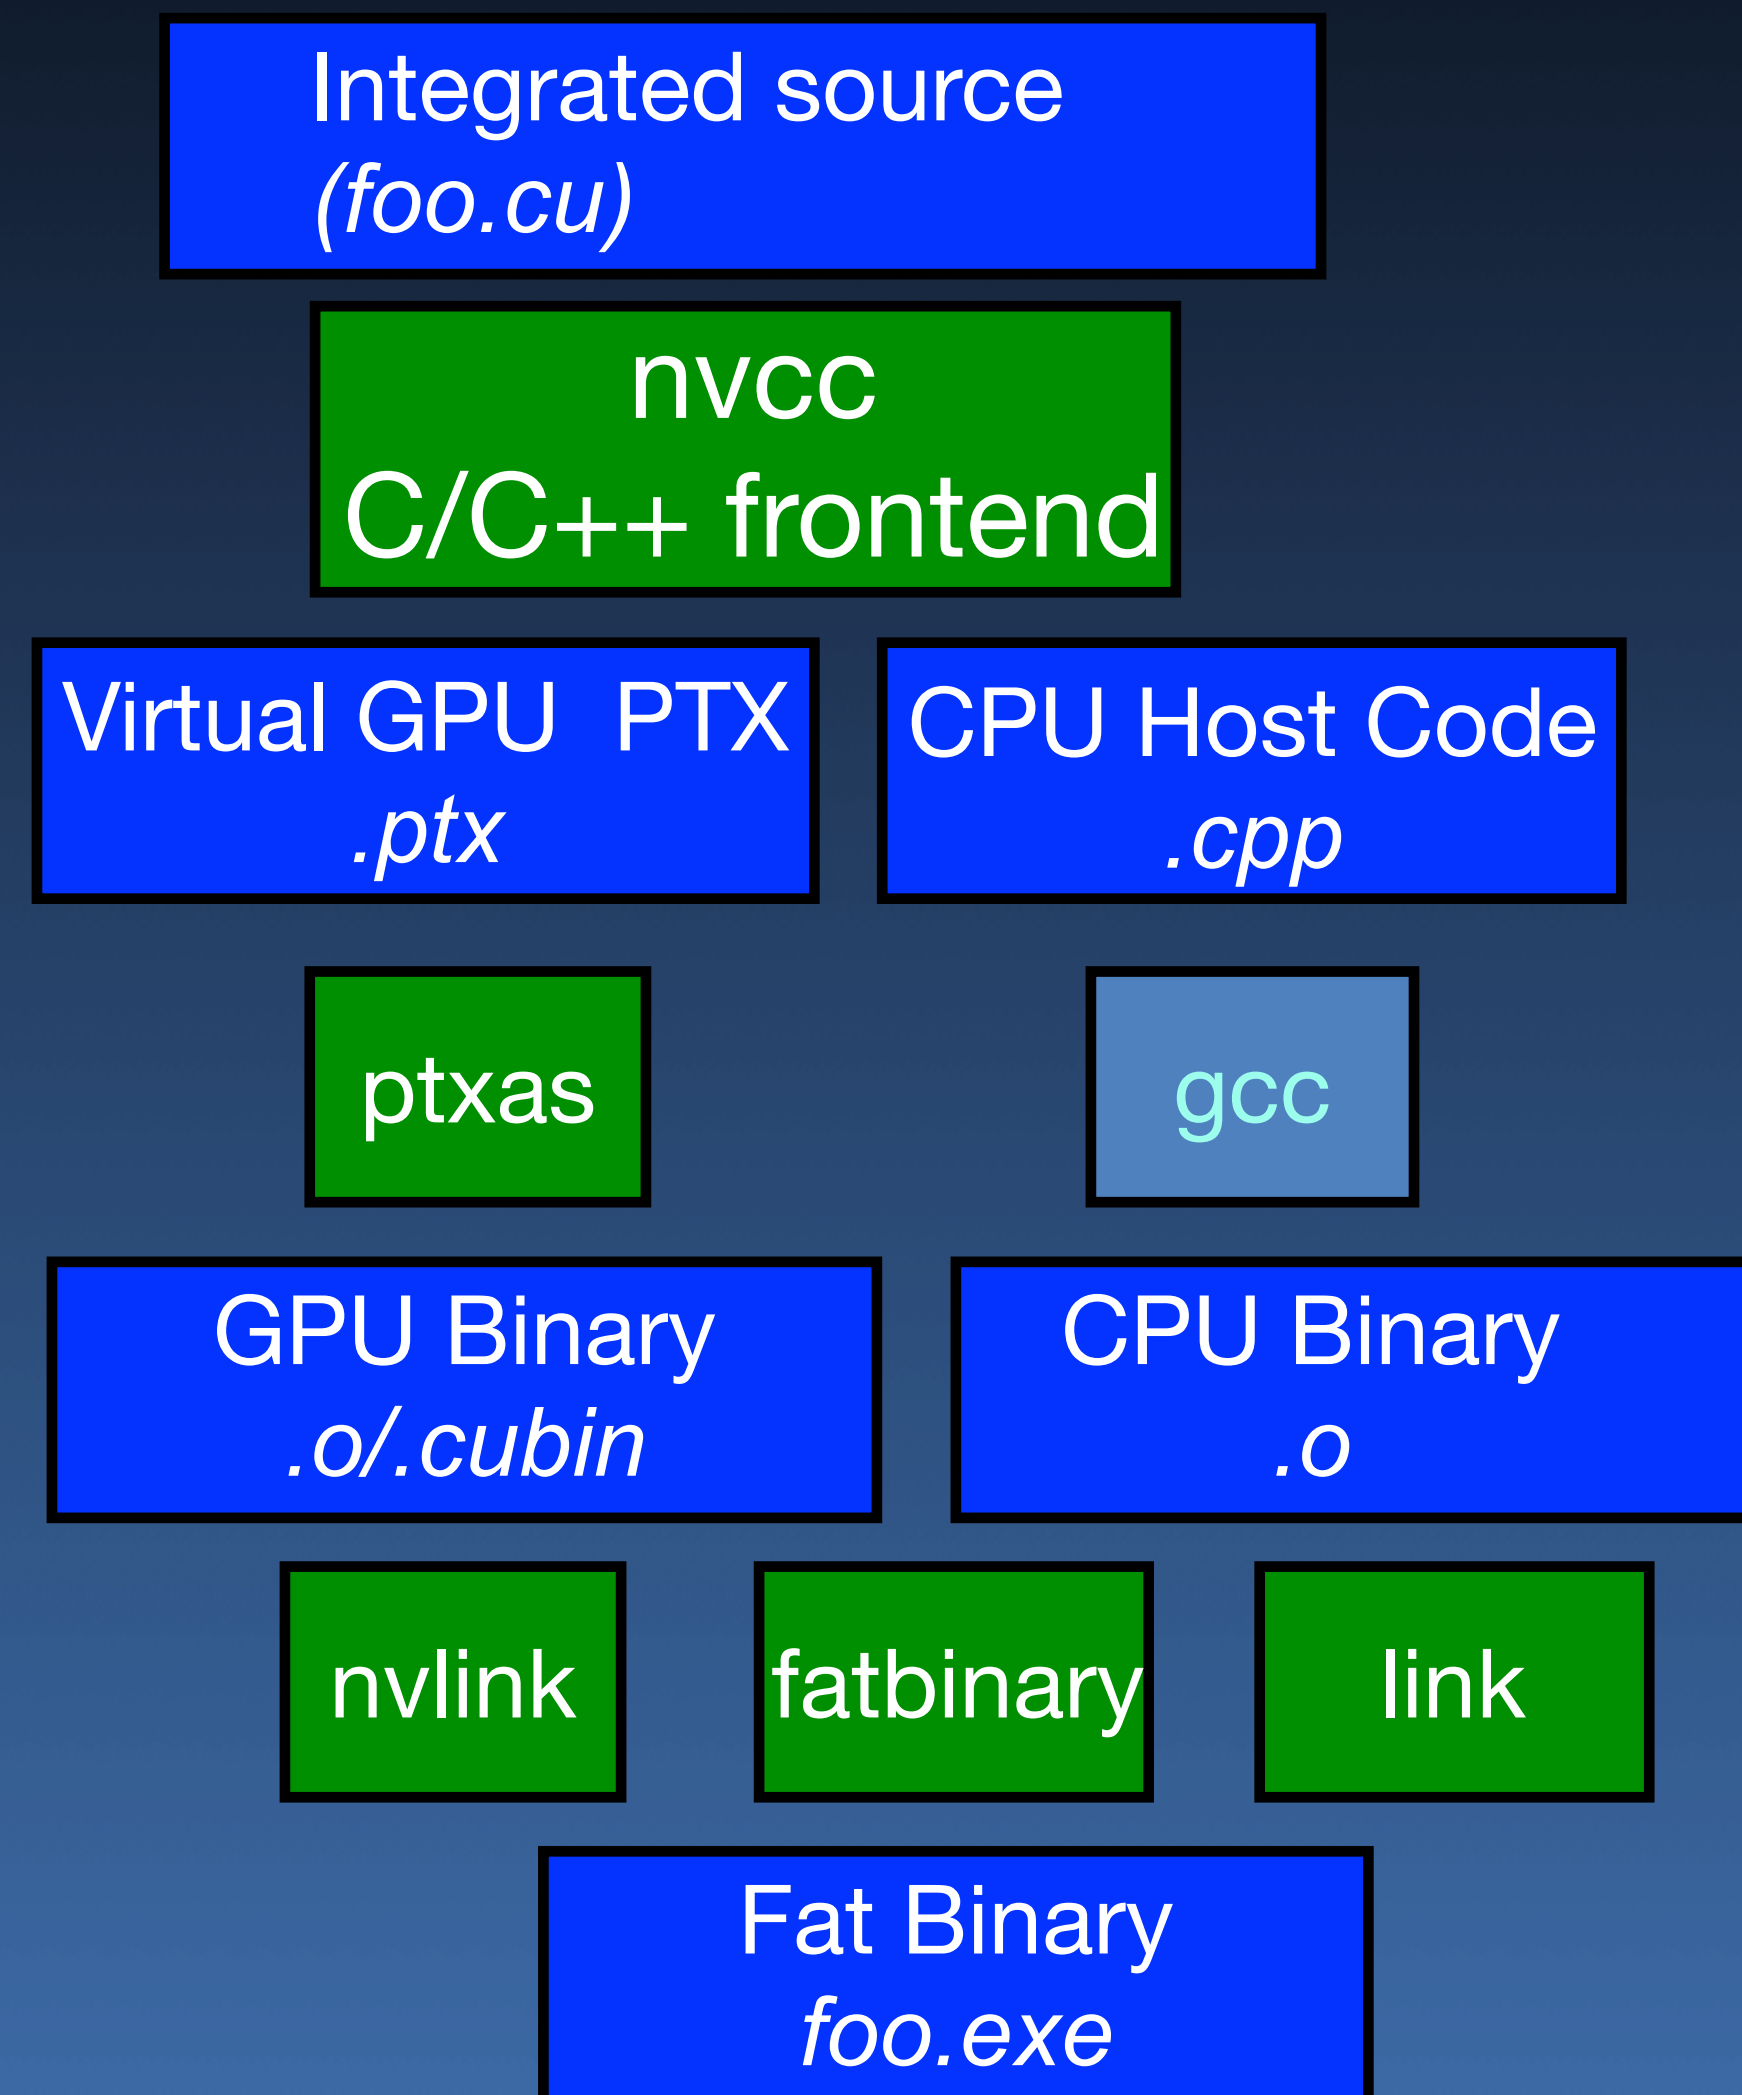 Integrated source
(foo.cu)
nvcc
C/C++ frontend
Virtual GPU  PTX
.ptx
CPU Host Code
.cpp
ptxas
gcc
GPU Binary
.o/.cubin
CPU Binary
.o
nvlink
fatbinary
link
Fat Binary
foo.exe